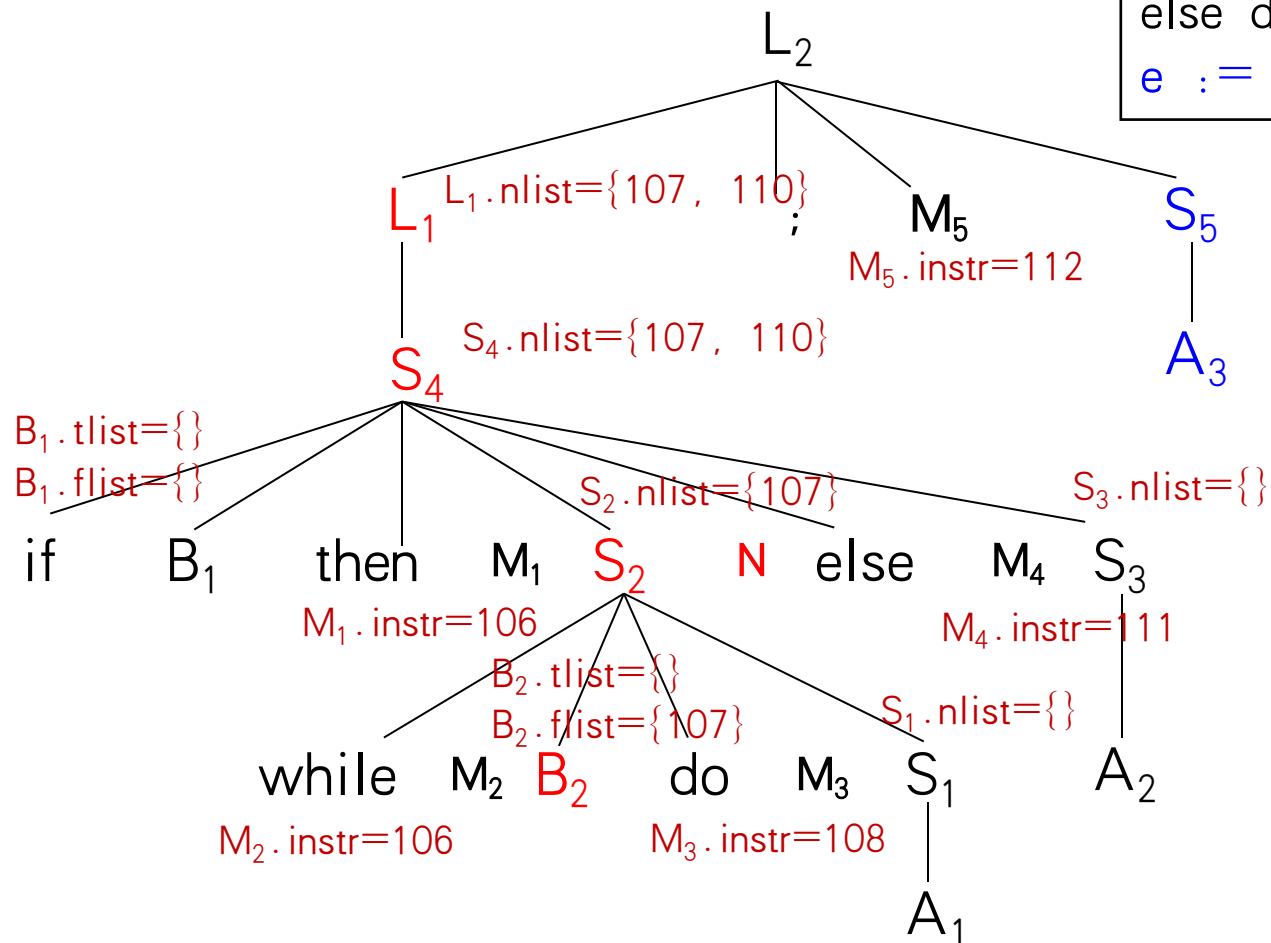 else d
e :=
L₂
L₁ L₁.nlist={107, 110} ; M₅ S₅
M₅.instr=112
S₄ S₄.nlist={107, 110} A₃
B₁.tlist={}
B₁.flist={} S₂.nlist={107} S₃.nlist={}
if B₁ then M₁ S₂ N else M₄ S₃
M₁.instr=106 M₄.instr=111
B₂.tlist={}
B₂.flist={107} S₁.nlist={}
while M₂ B₂ do M₃ S₁ A₂
M₂.instr=106 M₃.instr=108
A₁